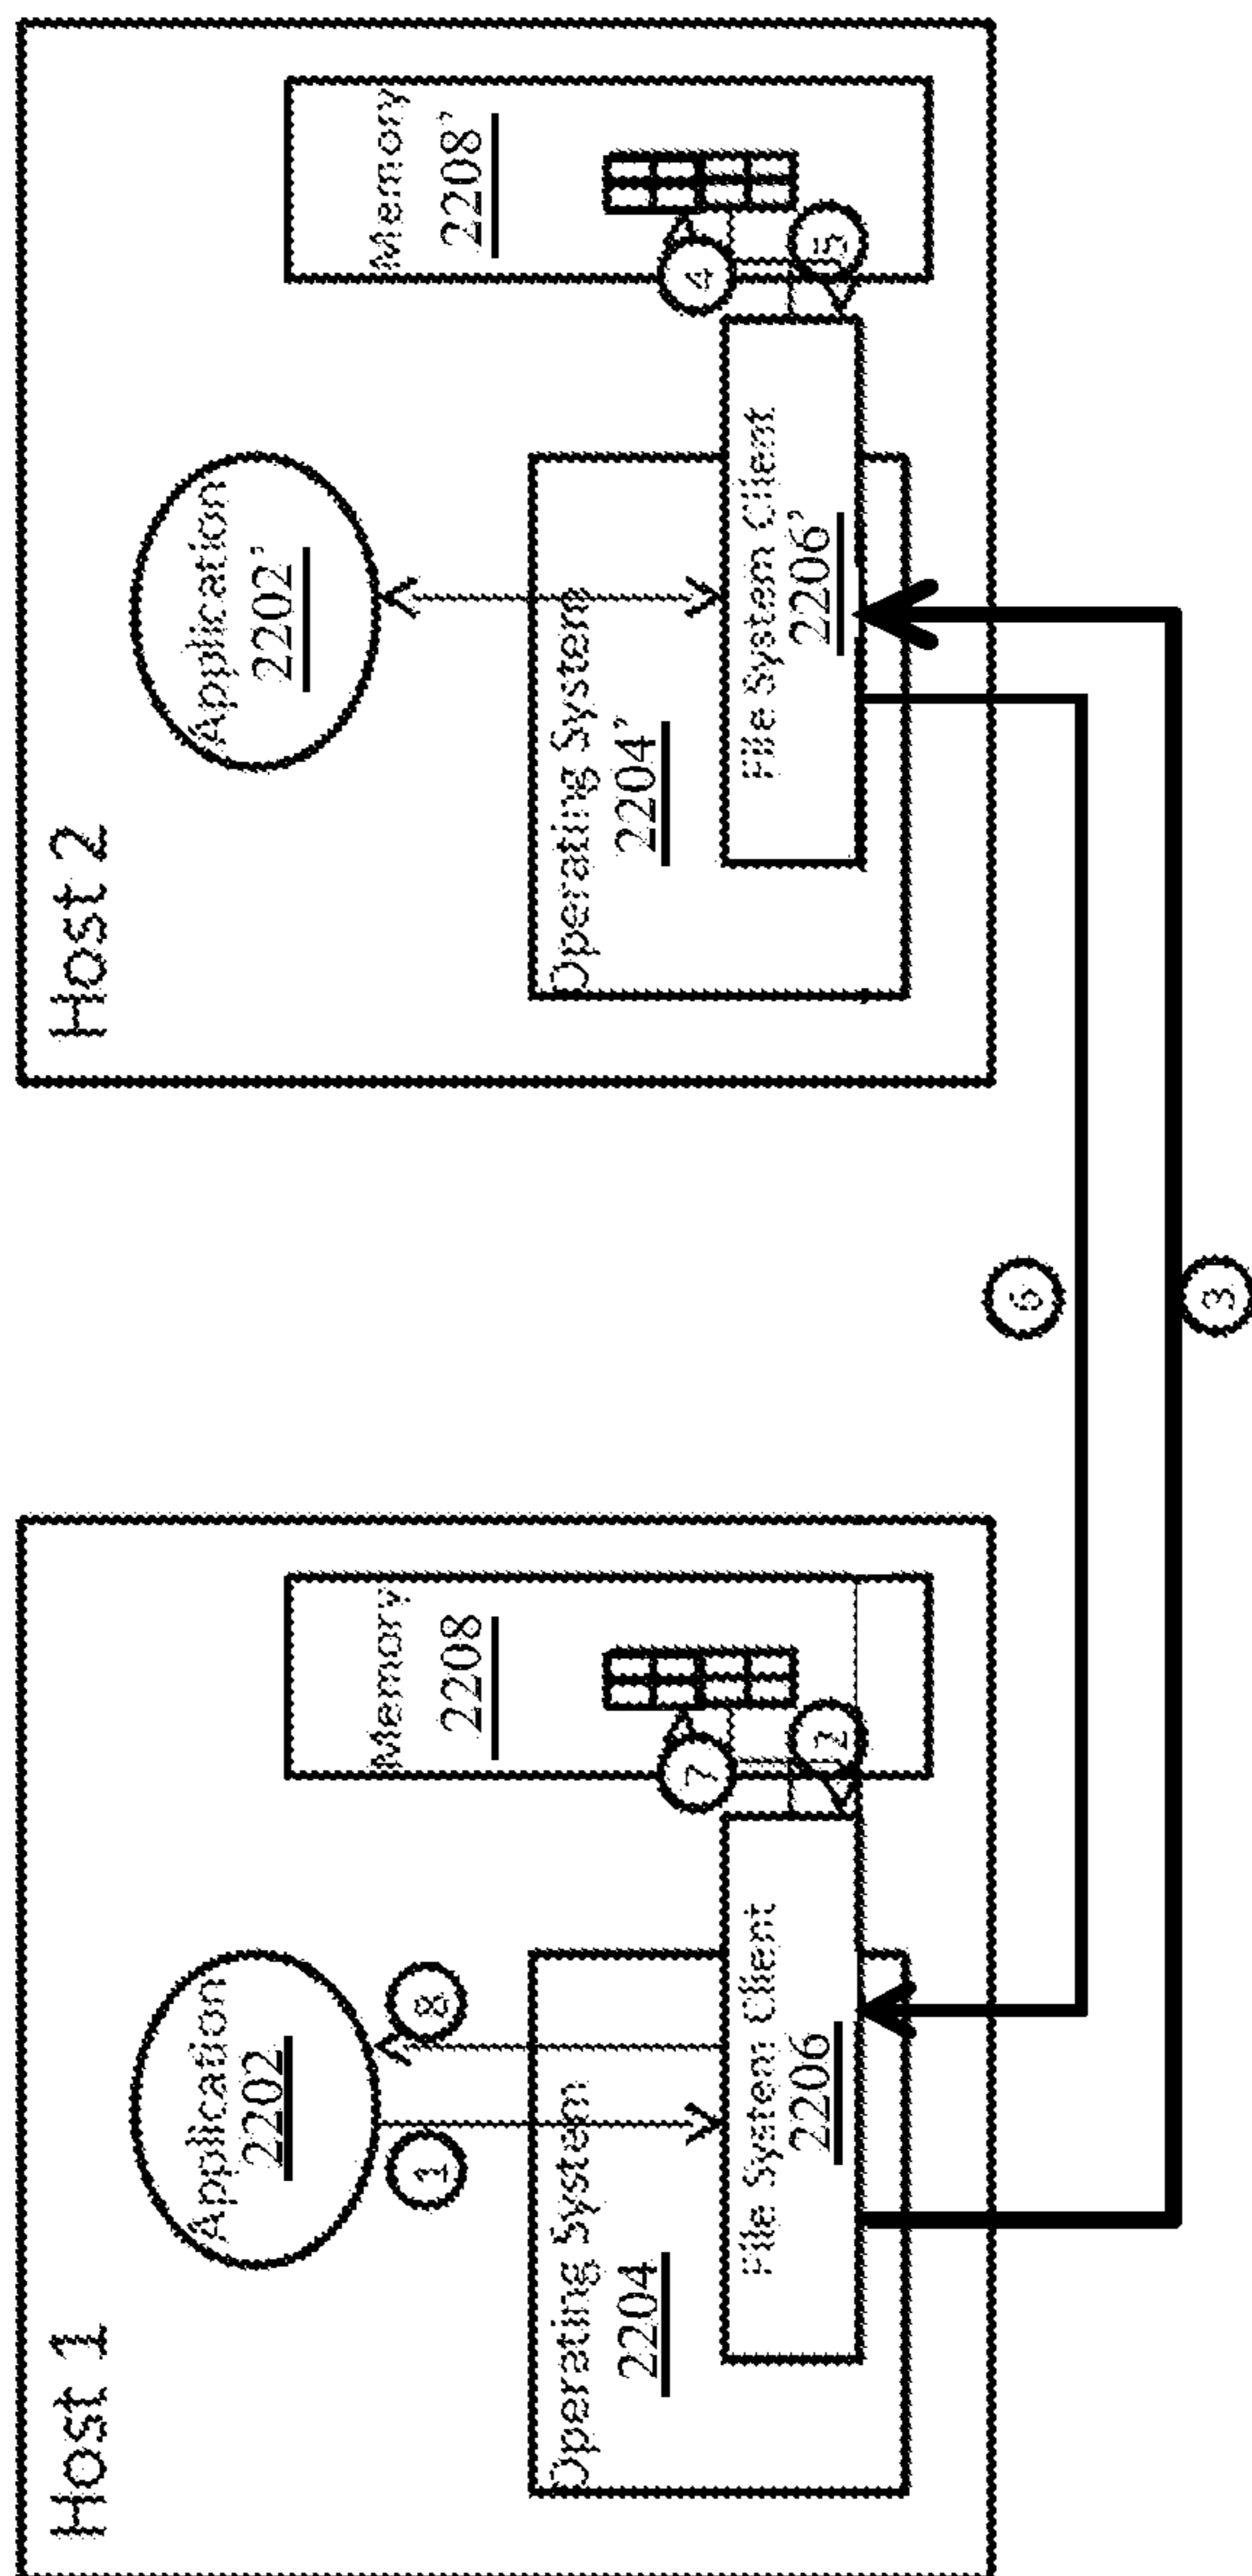 Host 1
Application
2202
1
8
Operating System
2204
File System Client
2206
Memory
2208
7
2
Host 2
Application
2202’
Operating System
2204’
File System Client
2206’
Memory
2208’
4
5
6
3